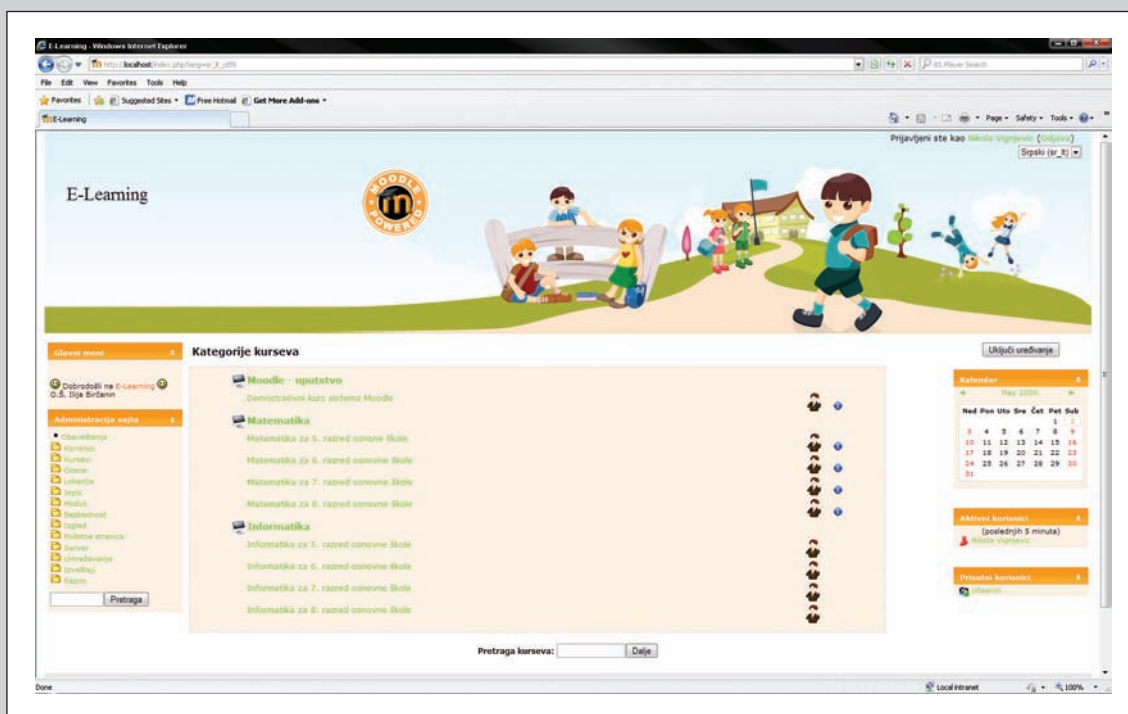 E-Learning - Windows Internet Explorer
http://localhost/index.php?lang=sr_lt_utf8
BS.Player Search
File Edit View Favorites Tools Help
Favorites Suggested Sites Free Hotmail Get More Add-ons
E-Learning
Page Safety Tools
Prijavljeni ste kao Nikola Vignjevic (Odjava)
Srpski (sr_lt)
E-Learning
MOODLE
m
POWERED
Glavni meni
Dobrodošli na E-Learning
O.Š. Ilija Birčanin
Administracija sajta
Obaveštenja
Korisnici
Kursevi
Ocene
Lokacija
Jezik
Moduli
Bezbednost
Izgled
Početna stranica
Server
Umrežavanje
Izveštaji
Razno
Pretraga
Kategorije kurseva
Moodle - uputstvo
Demostrativni kurs sistema Moodle
Matematika
Matematika za 5. razred osnovne škole
Matematika za 6. razred osnovne škole
Matematika za 7. razred osnovne škole
Matematika za 8. razred osnovne škole
Informatika
Informatika za 5. razred osnovne škole
Informatika za 6. razred osnovne škole
Informatika za 7. razred osnovne škole
Informatika za 8. razred osnovne škole
Pretraga kurseva: Dalje
Uključi uređivanje
Kalendar
May 2009.
Ned Pon Uto Sre Čet Pet Sub
1 2
3 4 5 6 7 8 9
10 11 12 13 14 15 16
17 18 19 20 21 22 23
24 25 26 27 28 29 30
31
Aktivni korisnici
(poslednjih 5 minuta)
Nikola Vignjevic
Prisutni korisnici
Učesnici
Done
Local intranet
100%